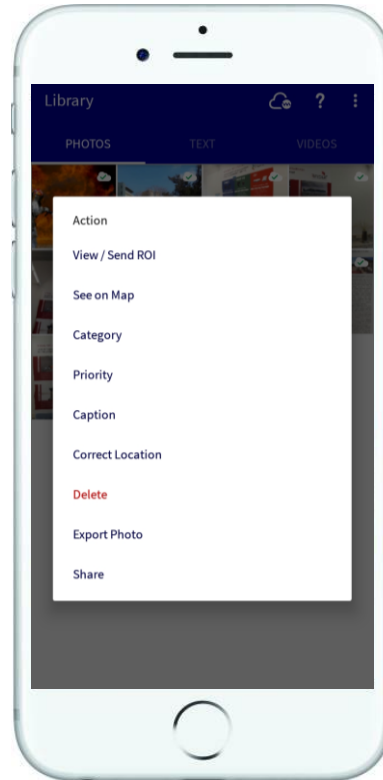 Library
?
PHOTOS TEXT VIDEOS
Action
View / Send ROI
See on Map
Category
Priority
Caption
Correct Location
Delete
Export Photo
Share